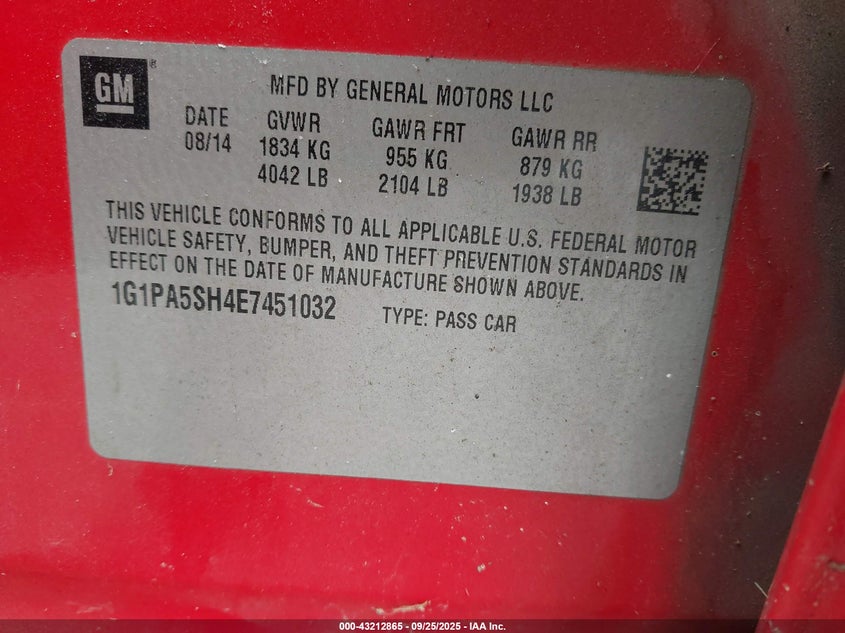 GM®
MFD BY GENERAL MOTORS LLC
DATE GVWR GAWR FRT GAWR RR
08/14 1834 KG 955 KG 879 KG
4042 LB 2104 LB 1938 LB
THIS VEHICLE CONFORMS TO ALL APPLICABLE U.S. FEDERAL MOTOR
VEHICLE SAFETY, BUMPER, AND THEFT PREVENTION STANDARDS IN
EFFECT ON THE DATE OF MANUFACTURE SHOWN ABOVE.
1G1PA5SH4E7451032 TYPE: PASS CAR
000-43212865 - 09/25/2025 - IAA Inc.